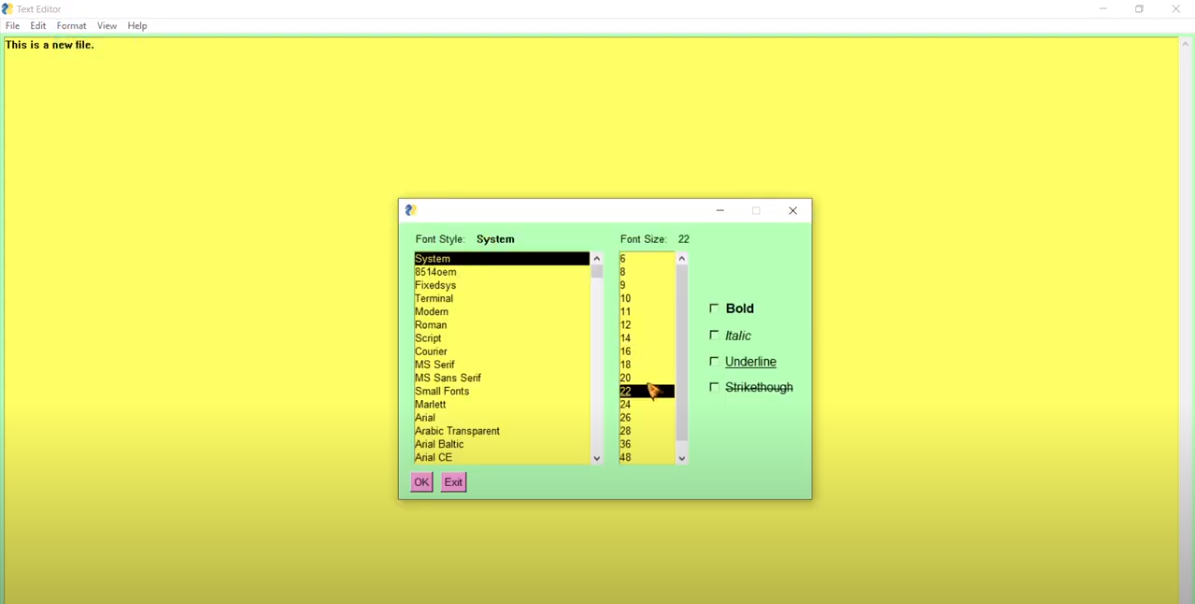 Text Editor
File Edit Format View Help
This is a new file.
Font Style: System
System
8514oem
Fixedsys
Terminal
Modern
Roman
Script
Courier
MS Serif
MS Sans Serif
Small Fonts
Marlett
Arial
Arabic Transparent
Arial Baltic
Arial CE
Font Size: 22
6
8
9
10
11
12
14
16
18
20
22
24
26
28
36
48
Bold
Italic
Underline
Strikethough
OK Exit